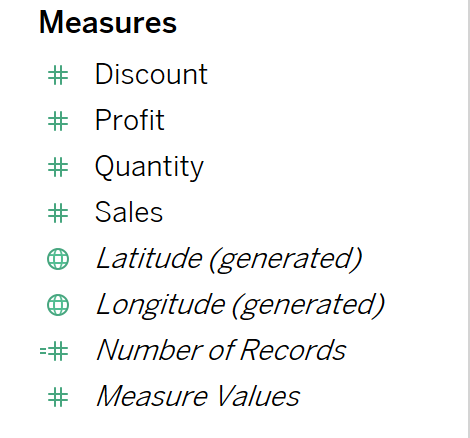 Measures
Discount
Profit
Quantity
Sales
Latitude (generated)
Longitude (generated)
Number of Records
Measure Values